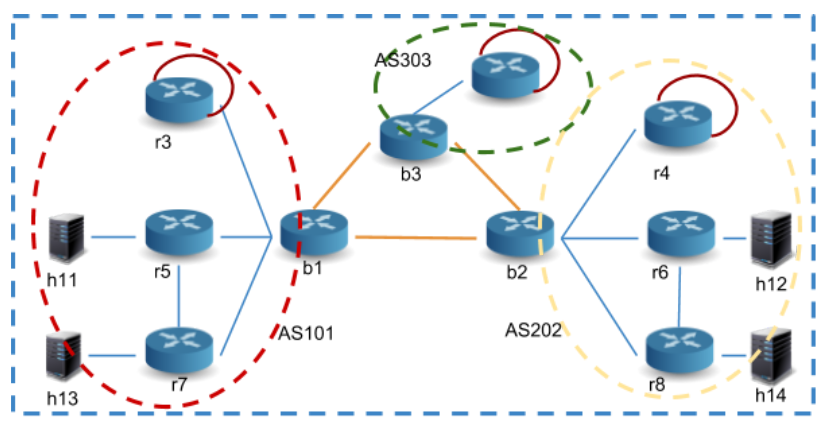 AS303
r3
b3
r4
h11
r5
b1
b2
r6
h12
AS101
AS202
h13
r7
r8
h14